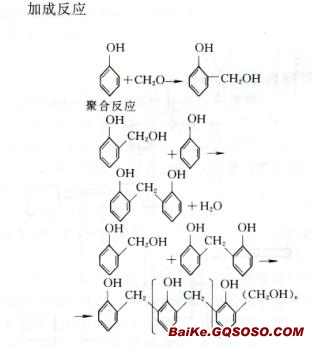 加成反应
OH OH
+CH₂O→ CH₂OH
聚合反应
OH OH
CH₂OH + →
OH CH₂ OH
+H₂O
OH OH OH
CH₂OH + CH₂ →
OH OH OH
→ CH₂ CH₂ (CH₂OH)ₙ
BaiKe.GQSOSO.COM